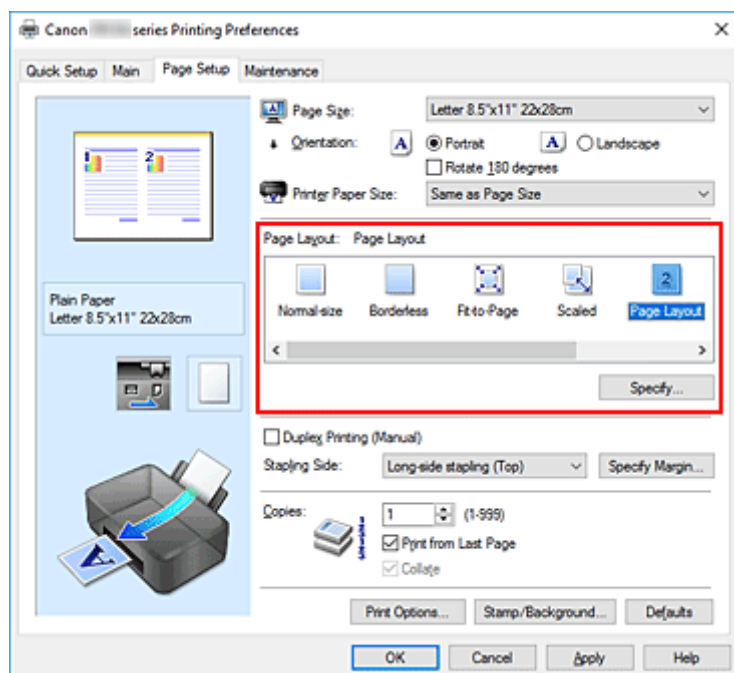 Canon series Printing Preferences
Quick Setup Main Page Setup Maintenance
1 2
Page Size: Letter 8.5"x11" 22x28cm
Orientation: A Portrait A Landscape
Rotate 180 degrees
Printer Paper Size: Same as Page Size
Page Layout: Page Layout
2
Normal-size Borderless Fit-to-Page Scaled Page Layout
Plain Paper
Letter 8.5"x11" 22x28cm
Specify...
Duplex Printing (Manual)
Stapling Side: Long-side stapling (Top) Specify Margin...
Copies: 1 (1-999)
Print from Last Page
Collate
A
Print Options... Stamp/Background... Defaults
OK Cancel Apply Help